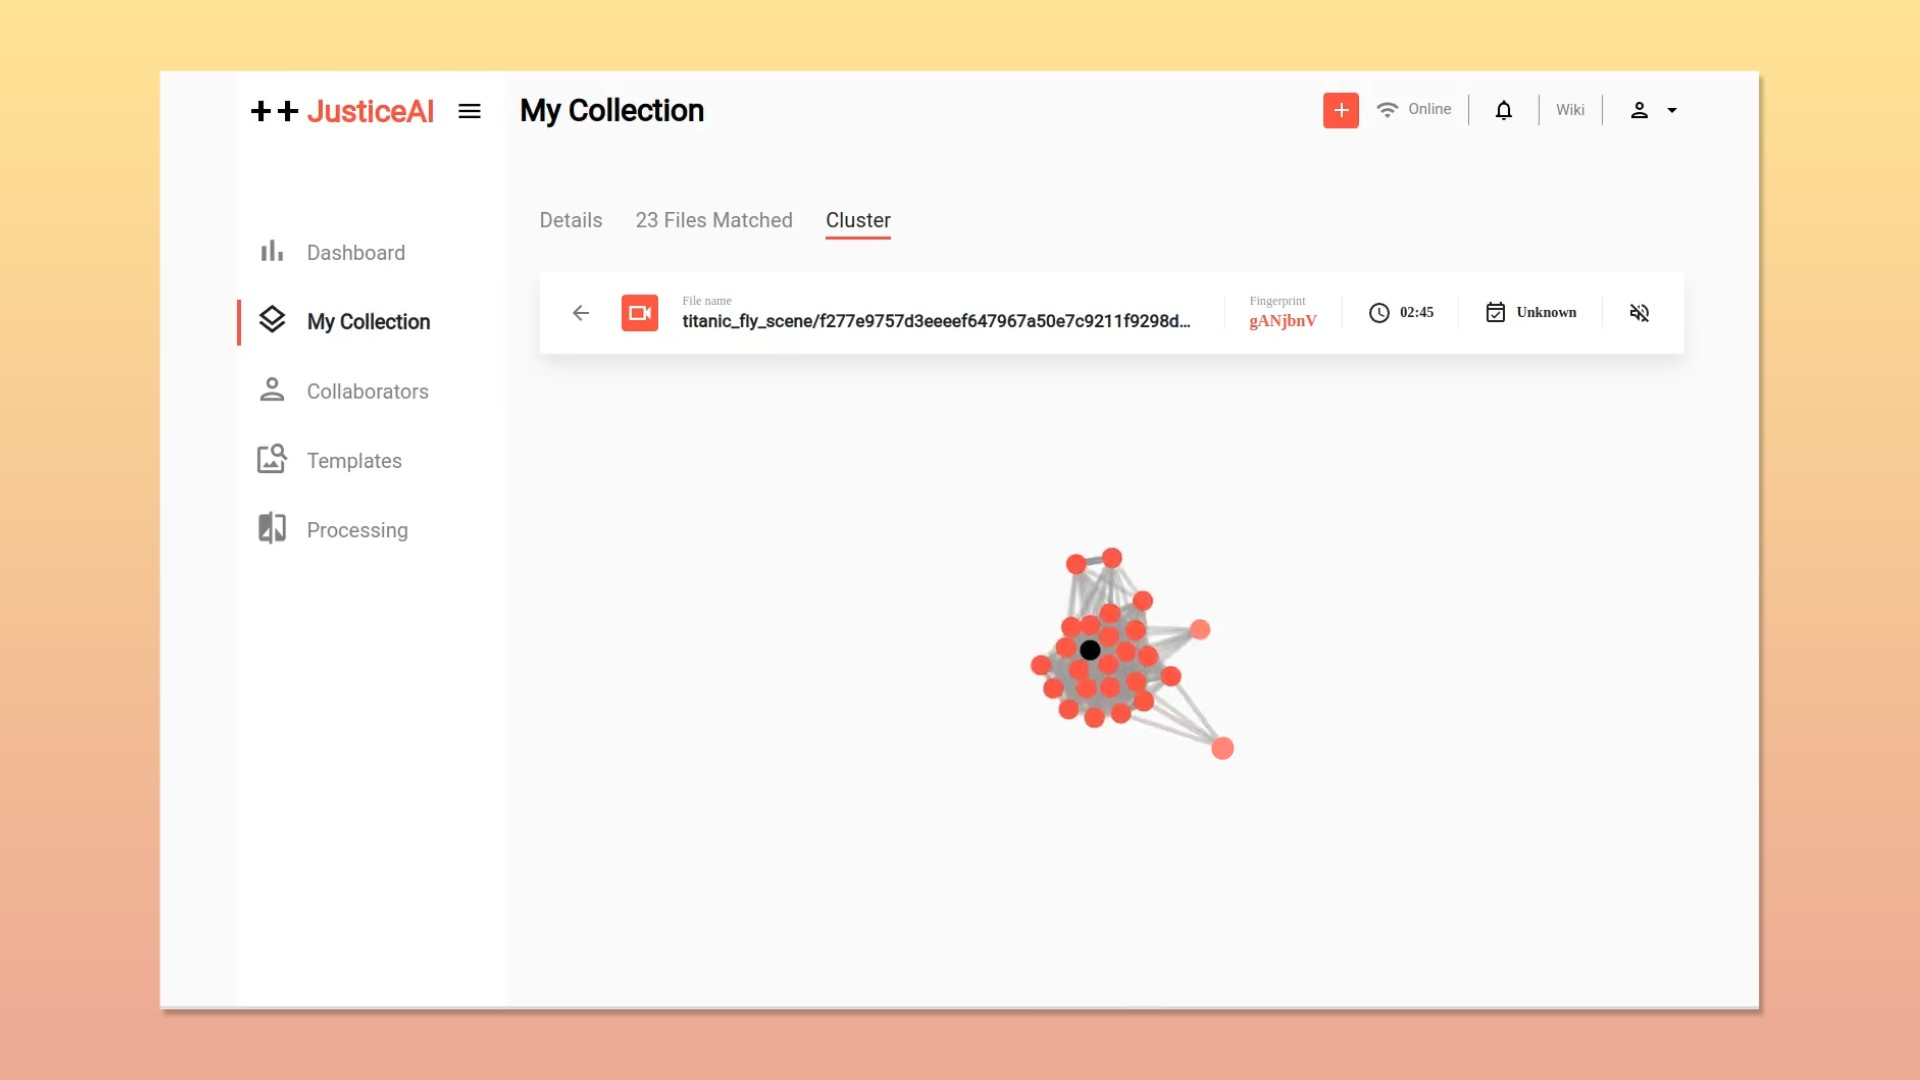 ++ JusticeAI
My Collection
Online
Wiki
Dashboard
My Collection
Collaborators
Templates
Processing
Details
23 Files Matched
Cluster
File name
titanic_fly_scene/f277e9757d3eeeef647967a50e7c9211f9298d...
Fingerprint
gANjbnV
02:45
Unknown